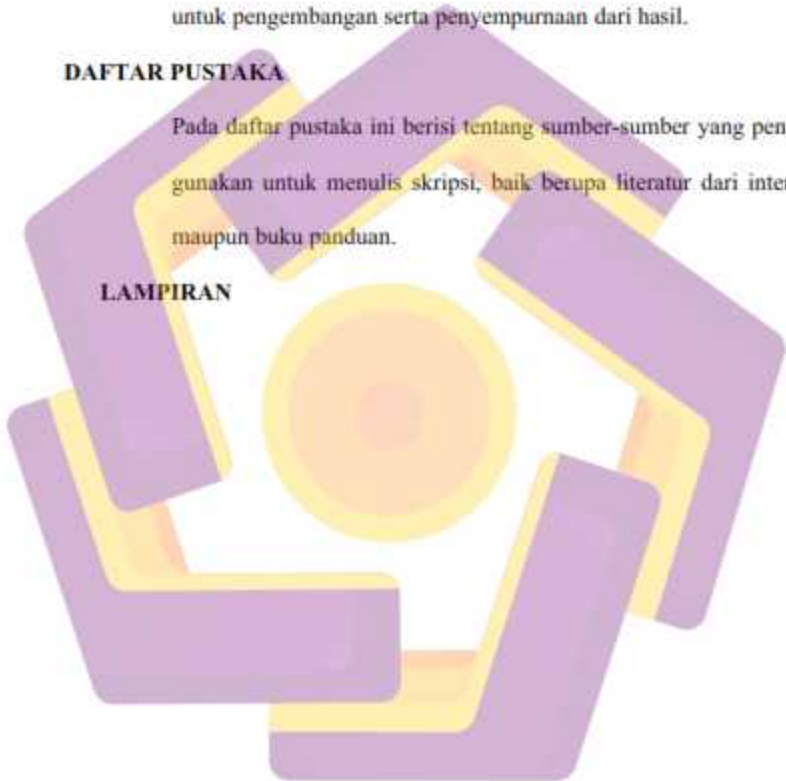 untuk pengembangan serta penyempurnaan dari hasil.
DAFTAR PUSTAKA
Pada daftar pustaka ini berisi tentang sumber-sumber yang pen
gunakan untuk menulis skripsi, baik berupa literatur dari inter
maupun buku panduan.
LAMPIRAN